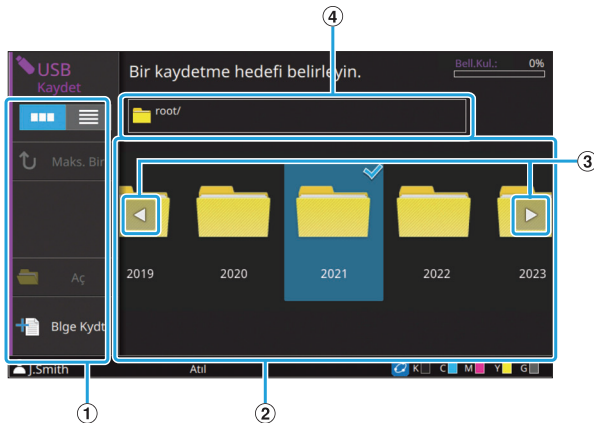 4
USB
Kaydet
Bir kaydetme hedefi belirleyin.
Bell.Kul.: 0%
root/
Maks. Bir
3
Aç
2019 2020 2021 2022 2023
Blge Kydt
J.Smith Atıl K C M Y G
1 2